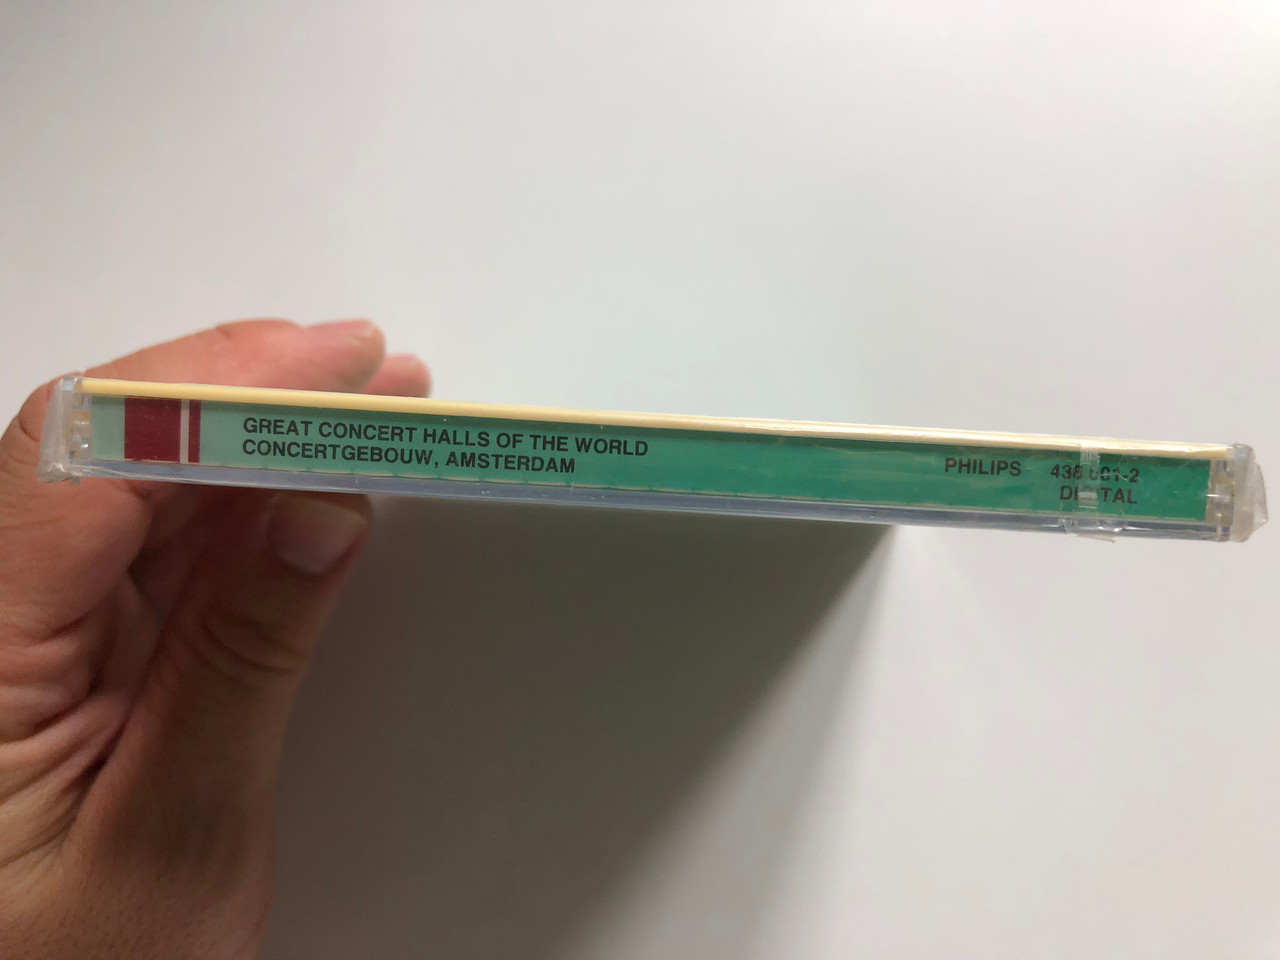 GREAT CONCERT HALLS OF THE WORLD
CONCERTGEBOUW, AMSTERDAM
PHILIPS